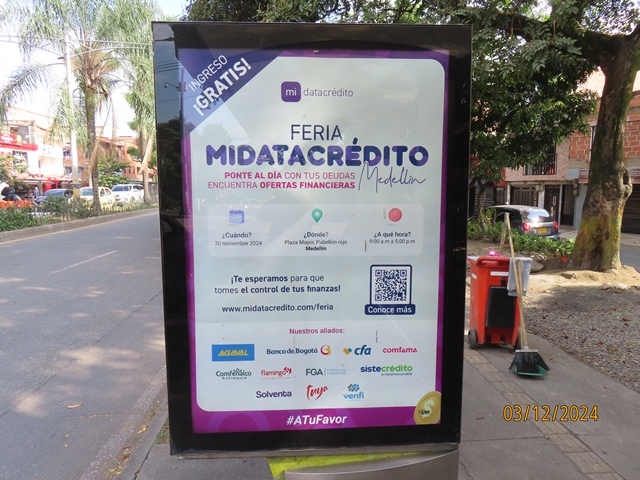 INGRESO
¡GRATIS!
mi datacrédito
FERIA
MIDATACRÉDITO
PONTE AL DÍA CON TUS DEUDAS
ENCUENTRA OFERTAS FINANCIERAS
Medellín
¿Cuándo?
30 noviembre 2024
¿Dónde?
Plaza Mayor, Pabellón rojo
Medellín
¿A qué hora?
9:00 a.m a 5:00 p.m
¡Te esperamos para que
tomes el control de tus finanzas!
www.midatacredito.com/feria
Conoce más
Nuestros aliados:
AGAVAL
Banco de Bogotá
cfa
comfama
Comfenalco
Antioquia
flamingo
FGA
sistecrédito
Solventa
tuya
venfi
#ATuFavor
03/12/2024